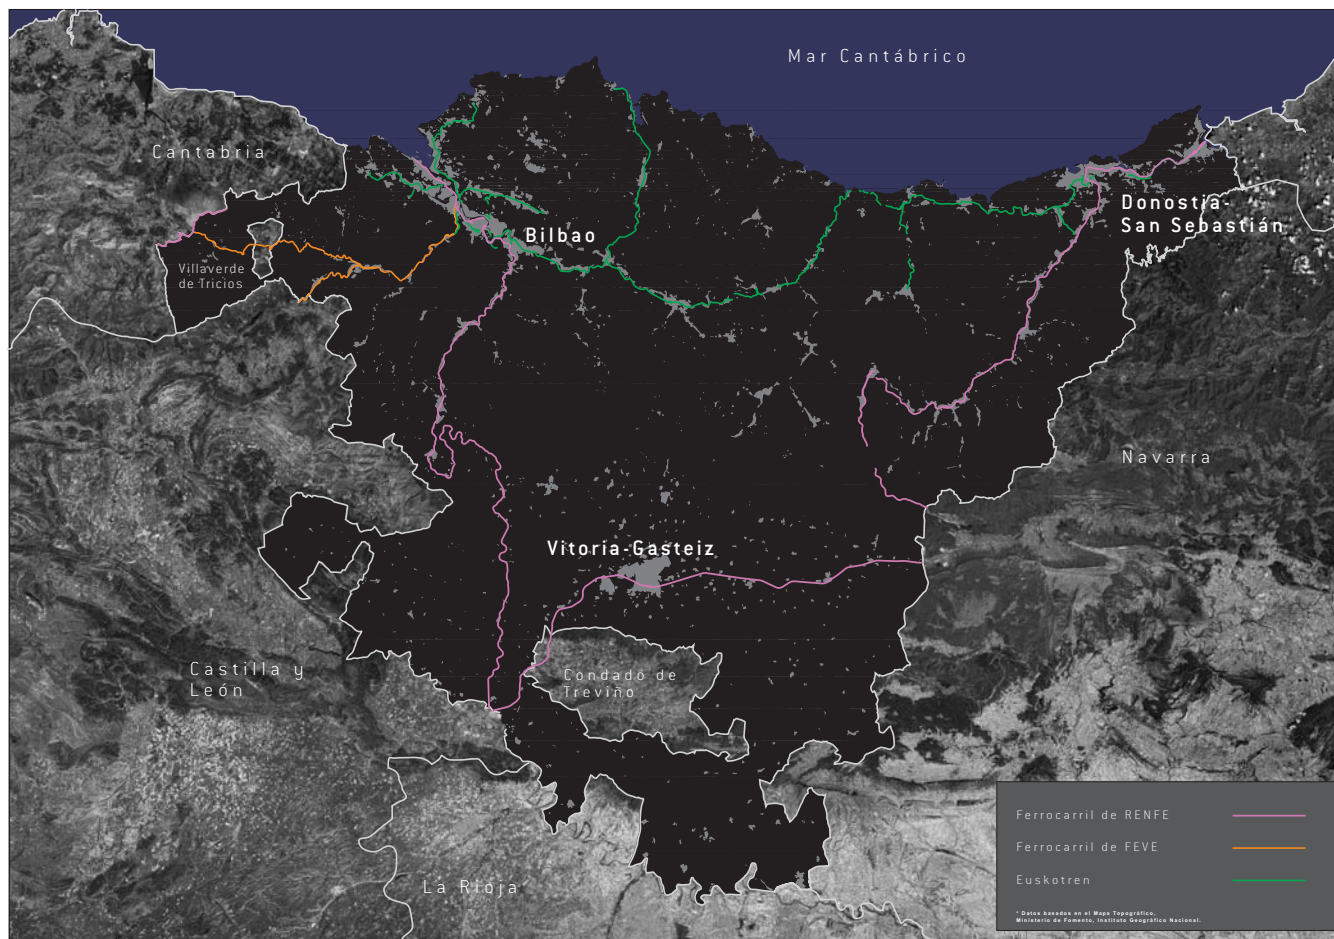 Mar Cantábrico
Cantabria
Donostia-
San Sebastián
Bilbao
Villaverde
de Tricios
Navarra
Vitoria-Gasteiz
Castilla y
León
Condado de
Treviño
La Rioja
Ferrocarril de RENFE
Ferrocarril de FEVE
Euskotren
* Datos basados en el Mapa Topográfico,
Ministerio de Fomento, Instituto Geográfico Nacional.